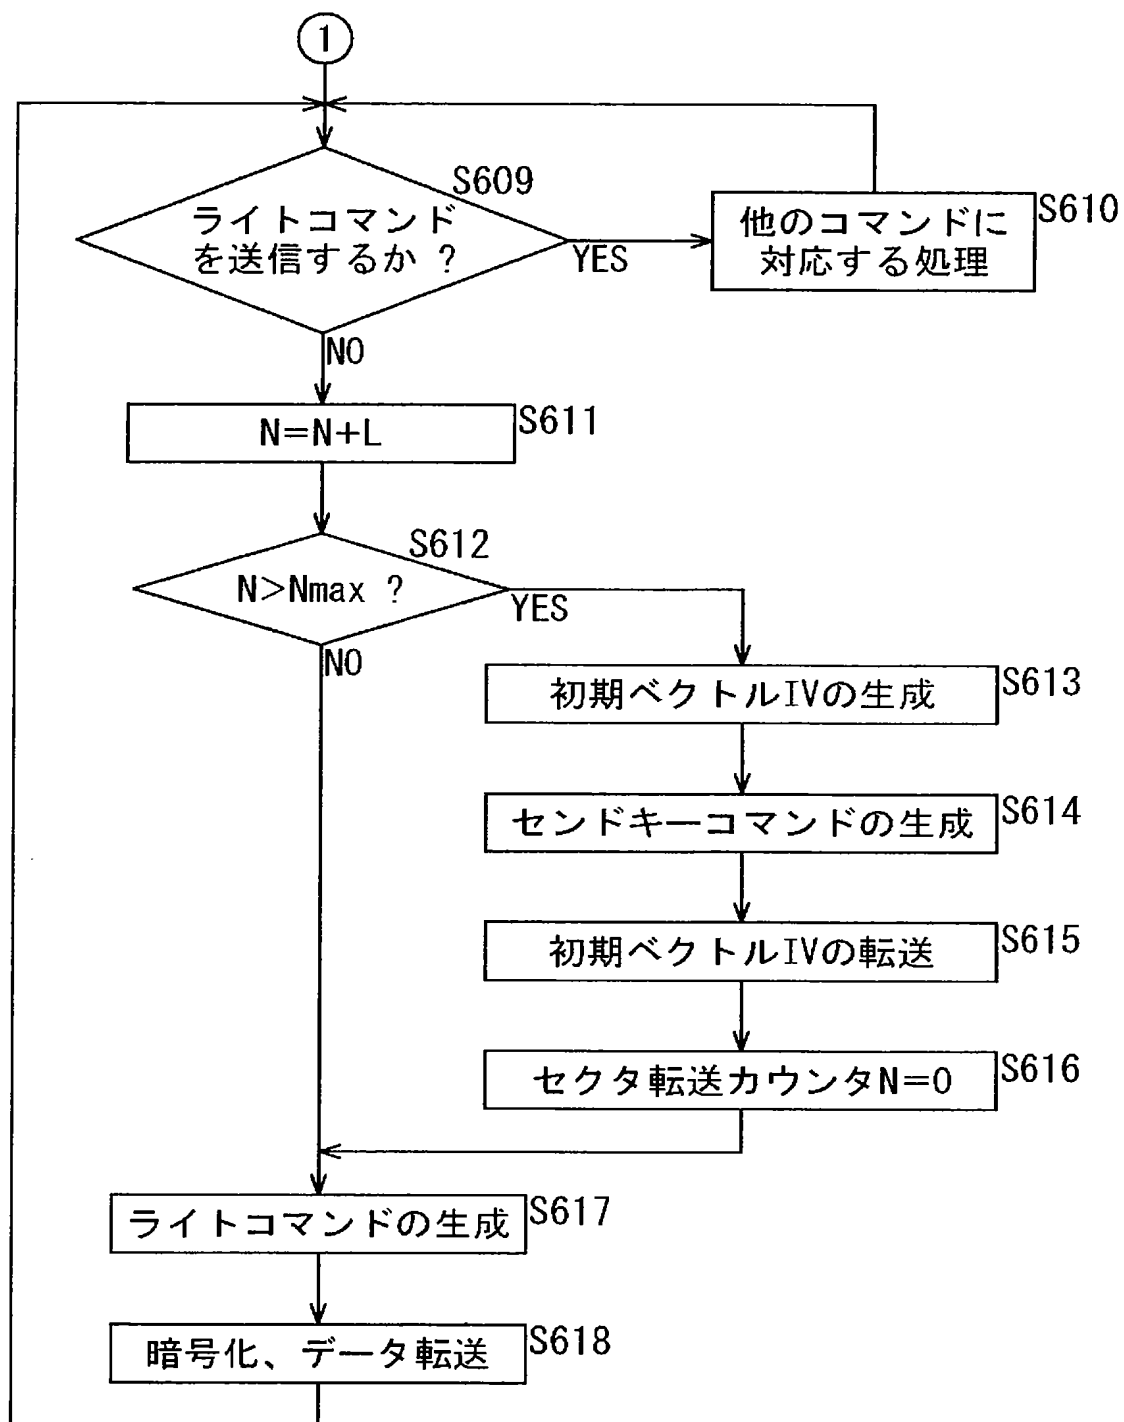 1
S609
ライトコマンド
を送信するか ?
YES
S610
他のコマンドに
対応する処理
NO
N=N+L
S611
S612
N>Nmax ?
YES
NO
初期ベクトルIVの生成
S613
センドキーコマンドの生成
S614
初期ベクトルIVの転送
S615
セクタ転送カウンタN=0
S616
ライトコマンドの生成
S617
暗号化、データ転送
S618